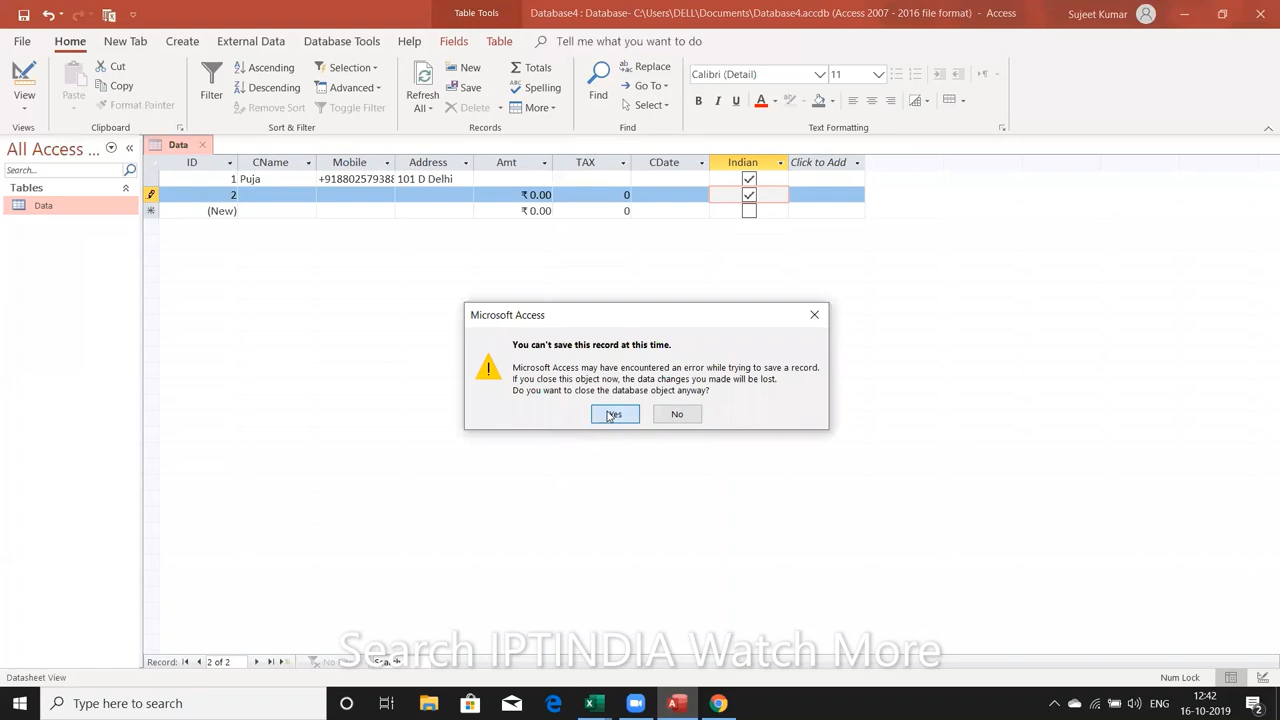 Table Tools
Database4 : Database- C:\Users\DELL\Documents\Database4.accdb (Access 2007 - 2016 file format) - Access
Sujeet Kumar
File Home New Tab Create External Data Database Tools Help Fields Table Tell me what you want to do
View
Views
Paste
Cut
Copy
Format Painter
Clipboard
Filter
Ascending
Descending
Remove Sort
Selection
Advanced
Toggle Filter
Sort & Filter
Refresh
All
New
Save
Delete
Totals
Spelling
More
Records
Find
Replace
Go To
Select
Find
Calibri (Detail) 11
B I U A
Text Formatting
All Access ...
Search...
Tables
Data
Data
ID CName Mobile Address Amt TAX CDate Indian Click to Add
1 Puja +918802579388 101 D Delhi
2 ₹ 0.00 0
(New) ₹ 0.00 0
Microsoft Access
You can't save this record at this time.
Microsoft Access may have encountered an error while trying to save a record.
If you close this object now, the data changes you made will be lost.
Do you want to close the database object anyway?
Yes No
Search IPTINDIA Watch More
Record: 2 of 2 Search
Datasheet View
Num Lock
Type here to search
ENG
12:42
16-10-2019
2